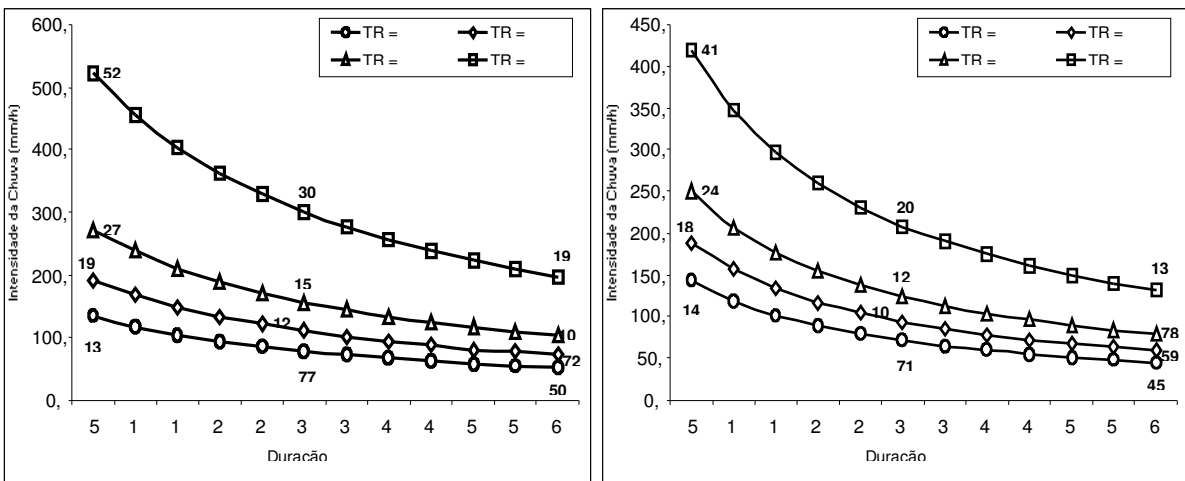 Intensidade da Chuva (mm/h)
600,
500,
400,
300,
200,
100,
0,
TR =
TR =
TR =
TR =
52
30
19
27
15
10
19
12
72
13
77
50
5 1 1 2 2 3 3 4 4 5 5 6
Duração
Intensidade da Chuva (mm/h)
450,
400,
350,
300,
250,
200,
150,
100,
50,
0,
TR =
TR =
TR =
TR =
41
20
13
24
12
78
18
10
59
14
71
45
5 1 1 2 2 3 3 4 4 5 5 6
Duração